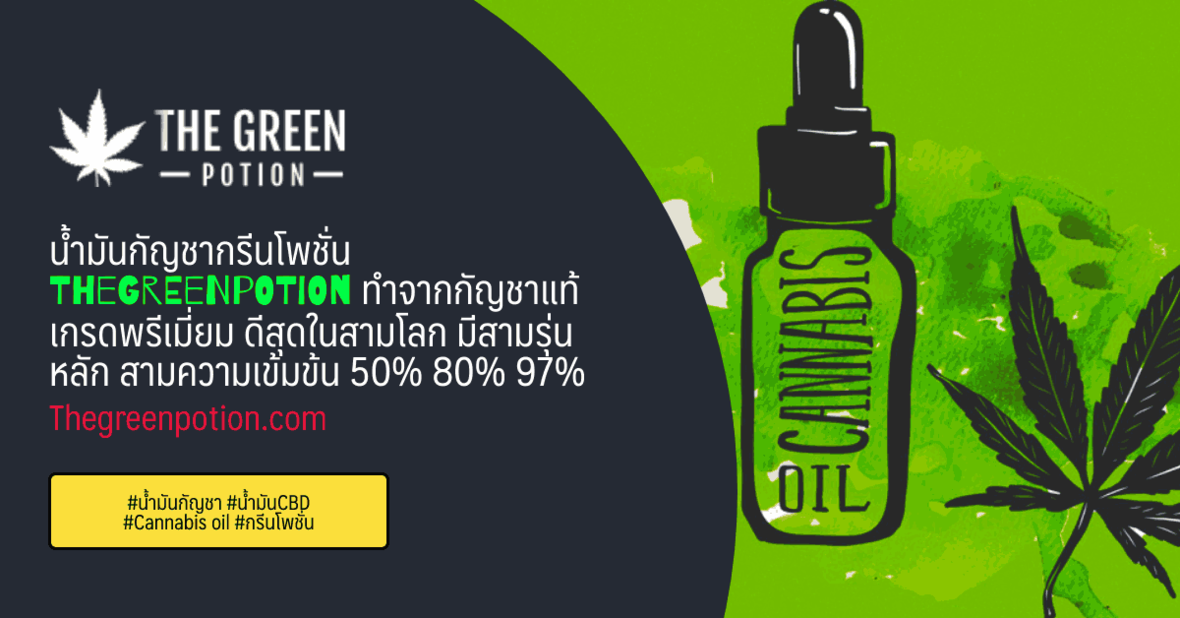 THE GREEN
POTION
น้ำมันกัญชากรีนโพชั่น
THEGREENPOTION ทำจากกัญชาแท้
เกรดพรีเมี่ยม ดีสุดในสามโลก มีสามรุ่น
หลัก สามความเข้มข้น 50% 80% 97%
Thegreenpotion.com
#น้ำมันกัญชา #น้ำมันCBD
#Cannabis oil #กรีนโพชั่น
CANNABIS
OIL